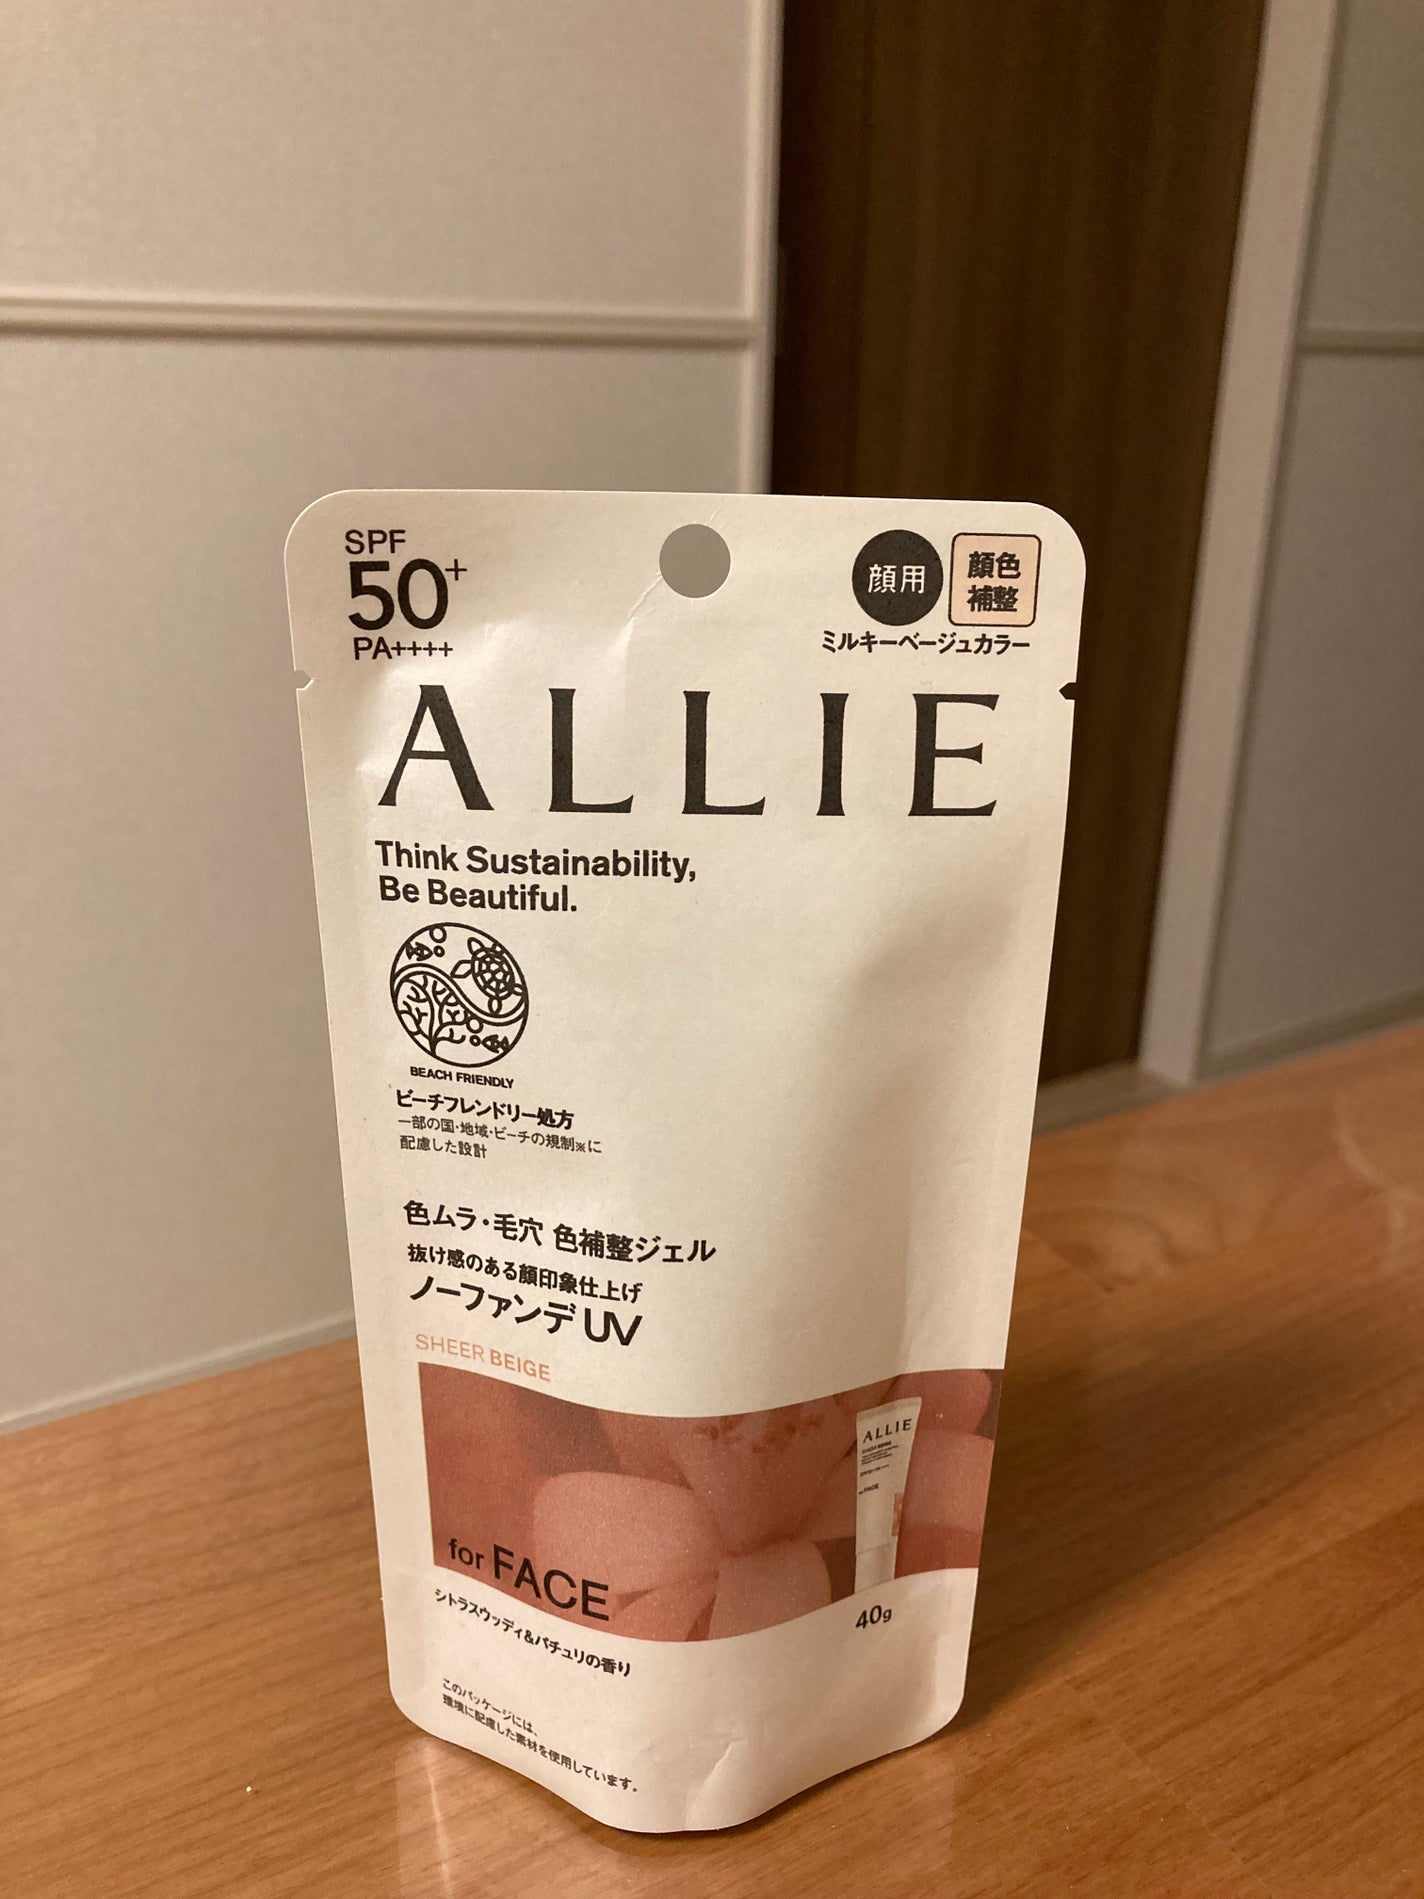 SPF
50+
PA++++
顔用
顔色
補整
ミルキーベージュカラー
ALLIE
Think Sustainability,
Be Beautiful.
BEACH FRIENDLY
ビーチフレンドリー処方
一部の国・地域・ビーチの規制※に
配慮した設計
色ムラ・毛穴 色補整ジェル
抜け感のある顔印象仕上げ
ノーファンデUV
SHEER BEIGE
ALLIE
for FACE
40g
シトラスウッディ&パチュリの香り
このパッケージには、
環境に配慮した素材を使用しています。